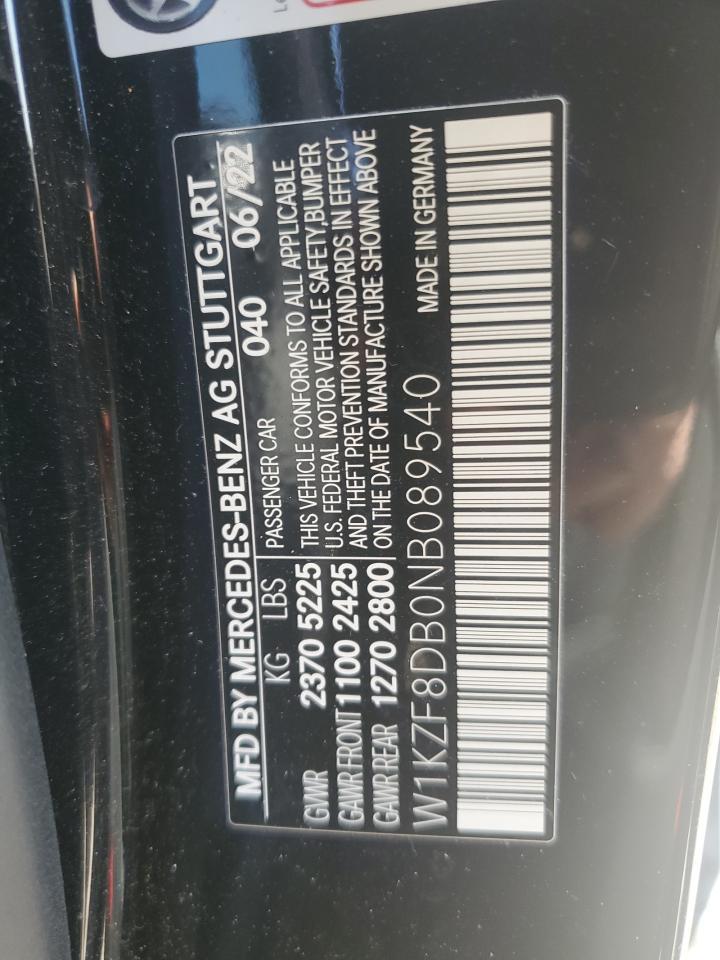 MFD BY MERCEDES-BENZ AG STUTTGART
040 06/22
KG LBS PASSENGER CAR
GVWR 2370 5225 THIS VEHICLE CONFORMS TO ALL APPLICABLE
U.S. FEDERAL MOTOR VEHICLE SAFETY,BUMPER
GAWR FRONT 1100 2425 AND THEFT PREVENTION STANDARDS IN EFFECT
GAWR REAR 1270 2800 ON THE DATE OF MANUFACTURE SHOWN ABOVE
W1KZF8DB0NB089540 MADE IN GERMANY